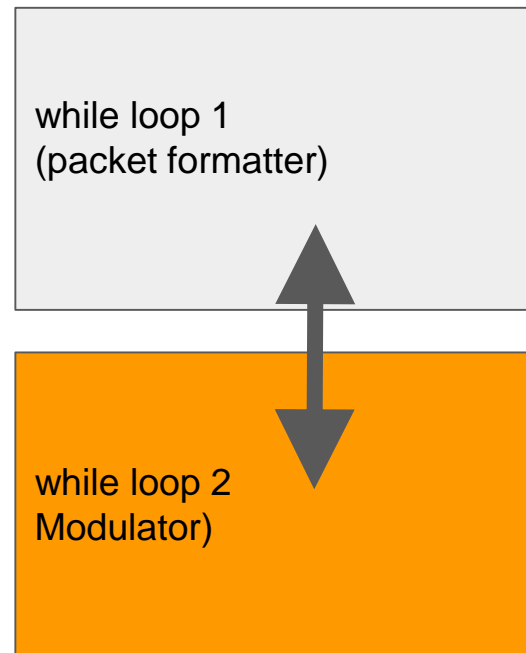 while loop 1
(packet formatter)
while loop 2
Modulator)